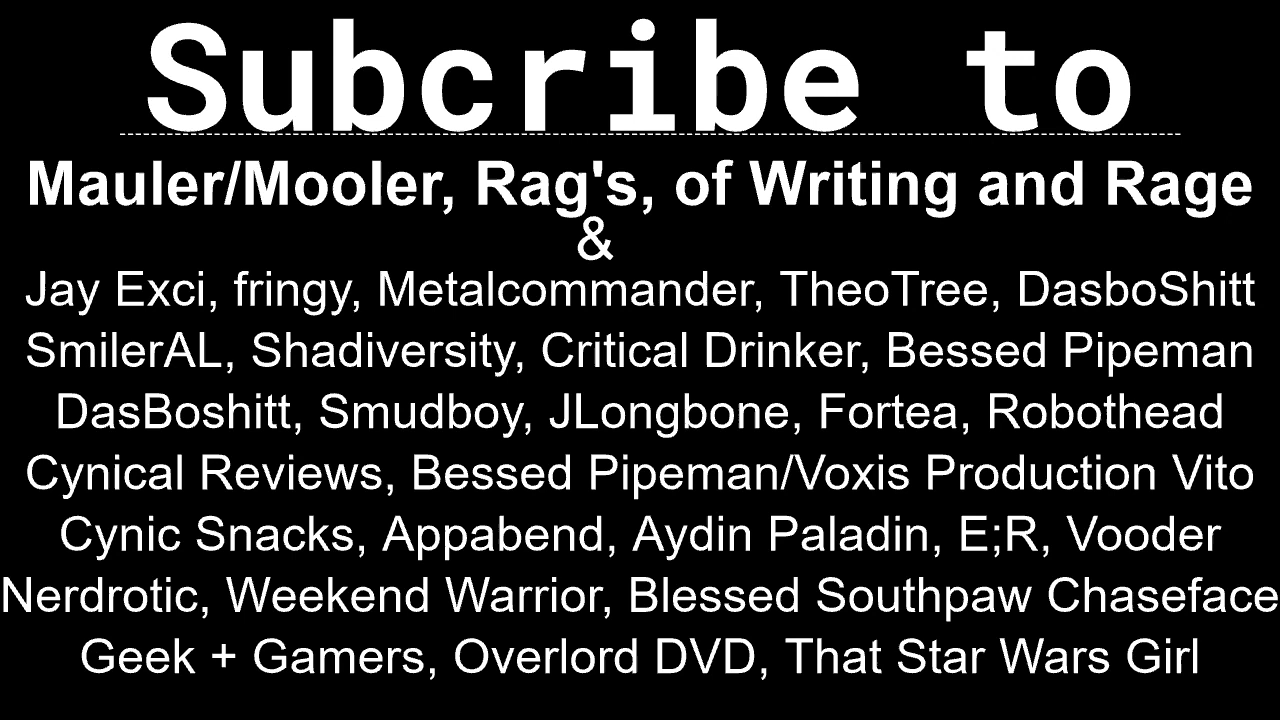 Subcribe to
Mauler/Mooler, Rag's, of Writing and Rage
&
Jay Exci, fringy, Metalcommander, TheoTree, DasboShitt
SmilerAL, Shadiversity, Critical Drinker, Bessed Pipeman
DasBoshitt, Smudboy, JLongbone, Fortea, Robothead
Cynical Reviews, Bessed Pipeman/Voxis Production Vito
Cynic Snacks, Appabend, Aydin Paladin, E;R, Vooder
Nerdrotic, Weekend Warrior, Blessed Southpaw Chaseface
Geek + Gamers, Overlord DVD, That Star Wars Girl